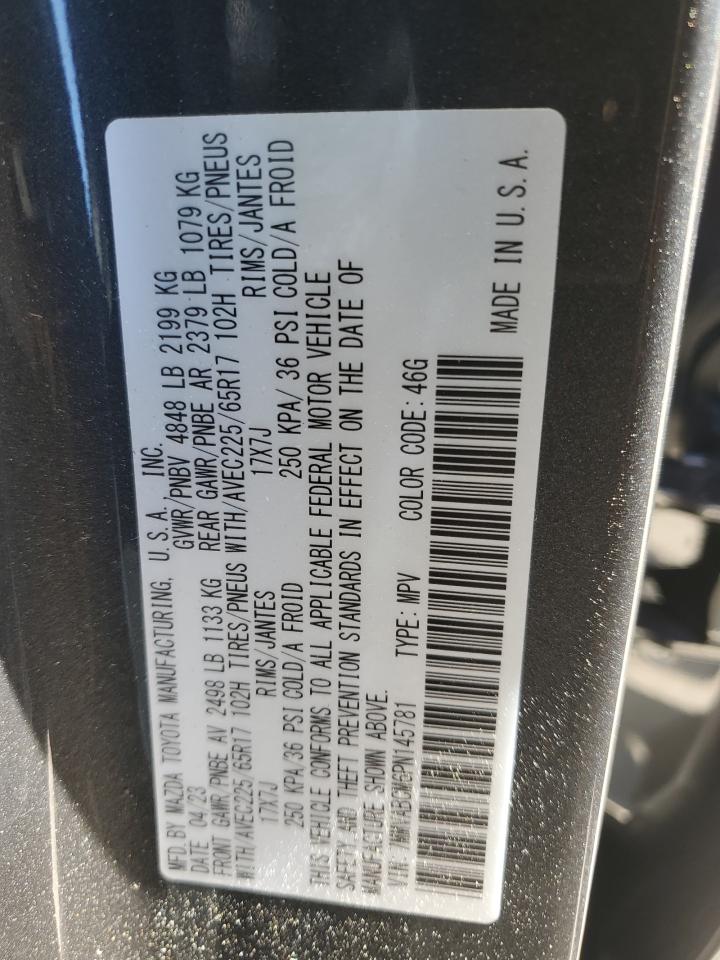 MFD. BY MAZDA TOYOTA MANUFACTURING, U.S.A., INC.
DATE 04/23 GVWR/PNBV 4848 LB 2199 KG
FRONT GAWR/PNBE AV 2498 LB 1133 KG REAR GAWR/PNBE AR 2379 LB 1079 KG
WITH/AVEC225/65R17 102H TIRES/PNEUS WITH/AVEC225/65R17 102H TIRES/PNEUS
17X7J RIMS/JANTES 17X7J RIMS/JANTES
250 KPA/36 PSI COLD/A FROID 250 KPA/ 36 PSI COLD/A FROID
THIS VEHICLE CONFORMS TO ALL APPLICABLE FEDERAL MOTOR VEHICLE
SAFETY AND THEFT PREVENTION STANDARDS IN EFFECT ON THE DATE OF
MANUFACTURE SHOWN ABOVE.
VIN: TYPE: MPV COLOR CODE: 46G
MADE IN U.S.A.